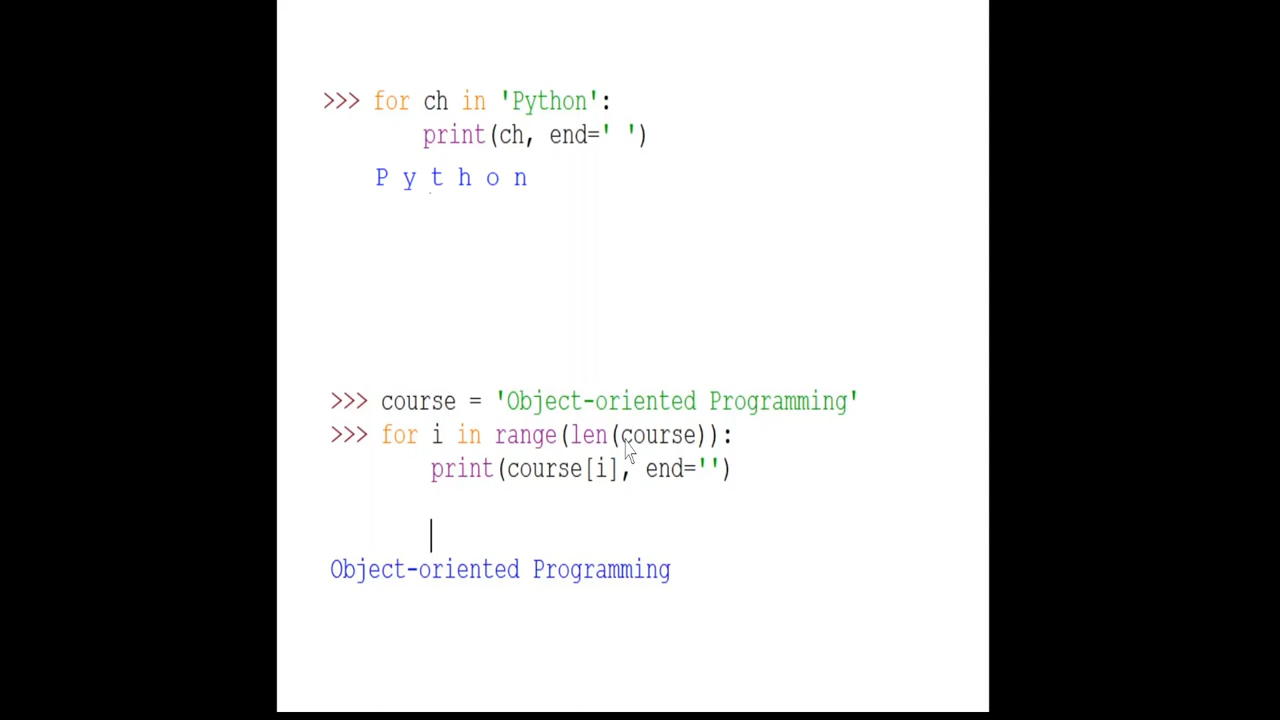 >>> for ch in 'Python':
print(ch, end=' ')
P y t h o n
>>> course = 'Object-oriented Programming'
>>> for i in range(len(course)):
print(course[i], end='')
Object-oriented Programming